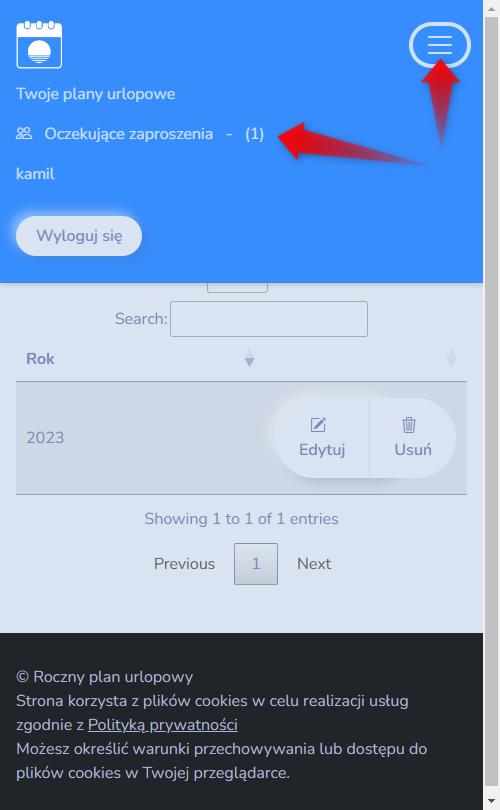 Twoje plany urlopowe
Oczekujące zaproszenia - (1)
kamil
Wyloguj się
Search:
Rok
2023
Edytuj
Usuń
Showing 1 to 1 of 1 entries
Previous 1 Next
© Roczny plan urlopowy
Strona korzysta z plików cookies w celu realizacji usług
zgodnie z Polityką prywatności
Możesz określić warunki przechowywania lub dostępu do
plików cookies w Twojej przeglądarce.